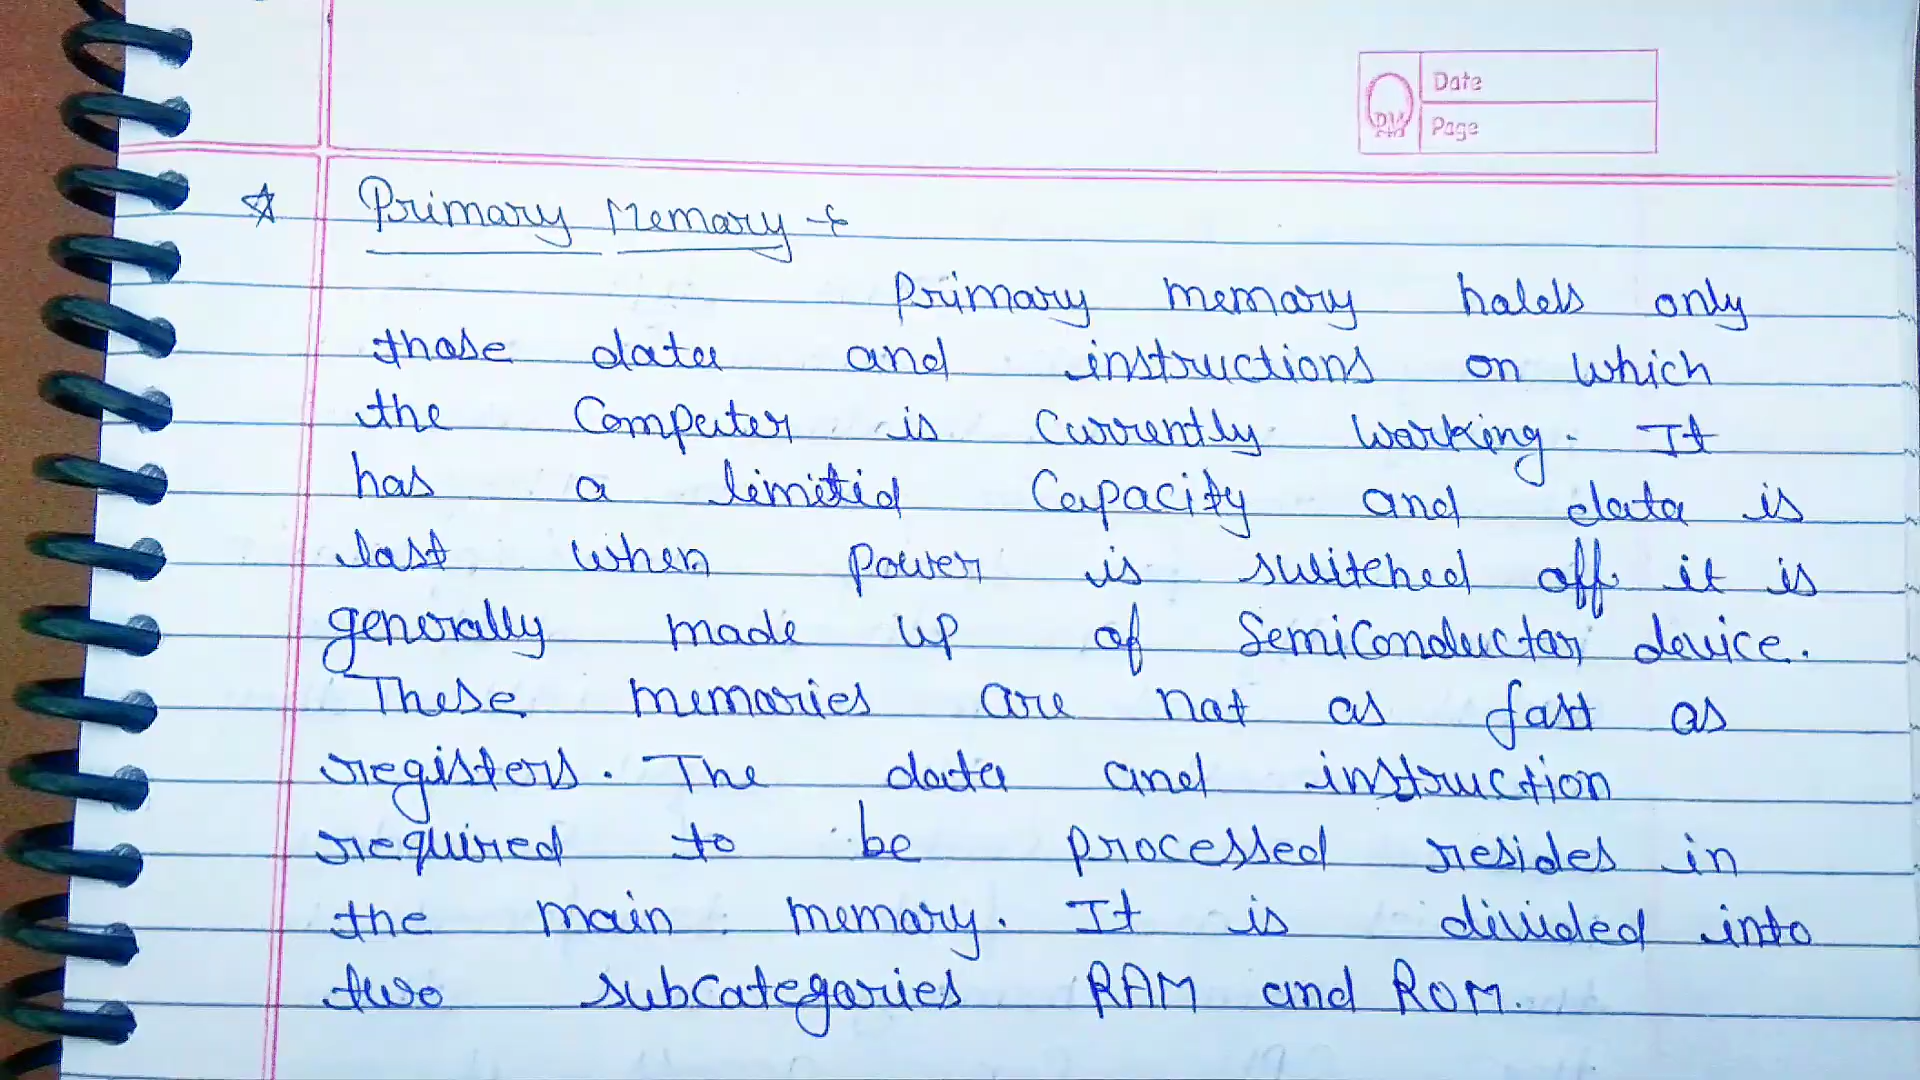 Date
Page
☆ Primary Memory :-
Primary memory holds only
those data and instructions on which
the Computer is Currently working. It
has a limitid Capacity and data is
last when power is switched off. it is
generally made up of SemiConductor device.
These memories are not as fast as
registers. The data and instruction
required to be processed resides in
the main memory. It is divided into
two subcategories RAM and ROM.